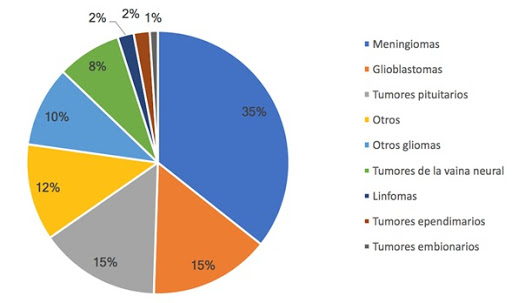 2%
2%
1%
8%
35%
10%
12%
15%
15%
Meningiomas
Glioblastomas
Tumores pituitarios
Otros
Otros gliomas
Tumores de la vaina neural
Linfomas
Tumores ependimarios
Tumores embionarios